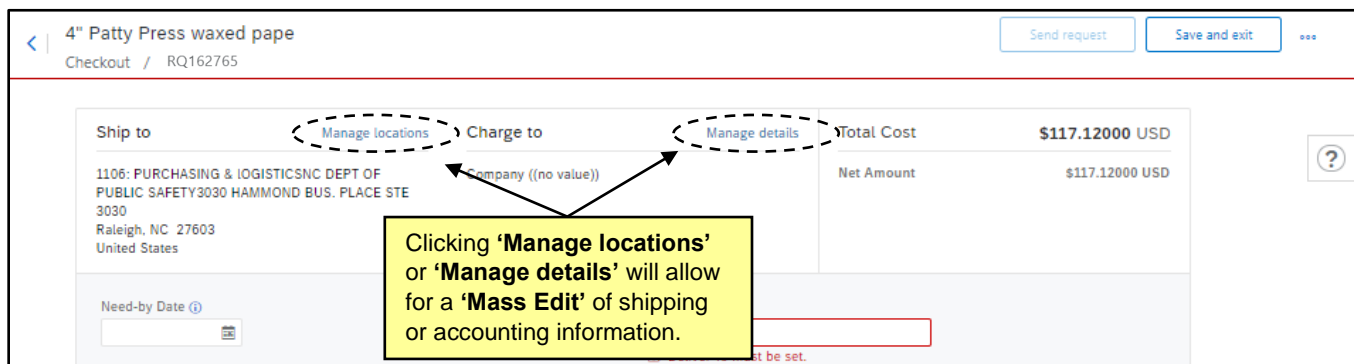 4" Patty Press waxed pape
Checkout / RQ162765
Send request
Save and exit
Ship to
Manage locations
Charge to
Manage details
Total Cost
$117.12000 USD
1106: PURCHASING & lOGISTICSNC DEPT OF
PUBLIC SAFETY3030 HAMMOND BUS. PLACE STE
3030
Raleigh, NC 27603
United States
Company ((no value))
Net Amount
$117.12000 USD
?
Clicking ‘Manage locations’
or ‘Manage details’ will allow
for a ‘Mass Edit’ of shipping
or accounting information.
Need-by Date
be set.